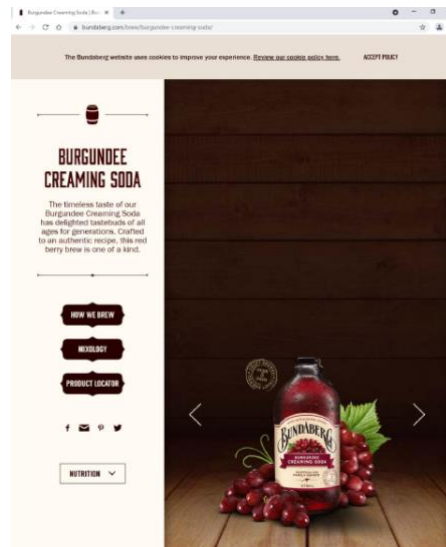 Burgundee Creaming Soda | Bun
bundaberg.com/brew/burgundee-creaming-soda/
The Bundaberg website uses cookies to improve your experience. Review our cookie policy here.
ACCEPT POLICY
BURGUNDEE
CREAMING SODA
The timeless taste of our
Burgundee Creaming Soda
has delighted tastebuds of all
ages for generations. Crafted
to an authentic recipe, this red
berry brew is one of a kind.
HOW WE BREW
MIXOLOGY
PRODUCT LOCATOR
NUTRITION
BUNDABERG
BURGUNDEE
CREAMING SODA